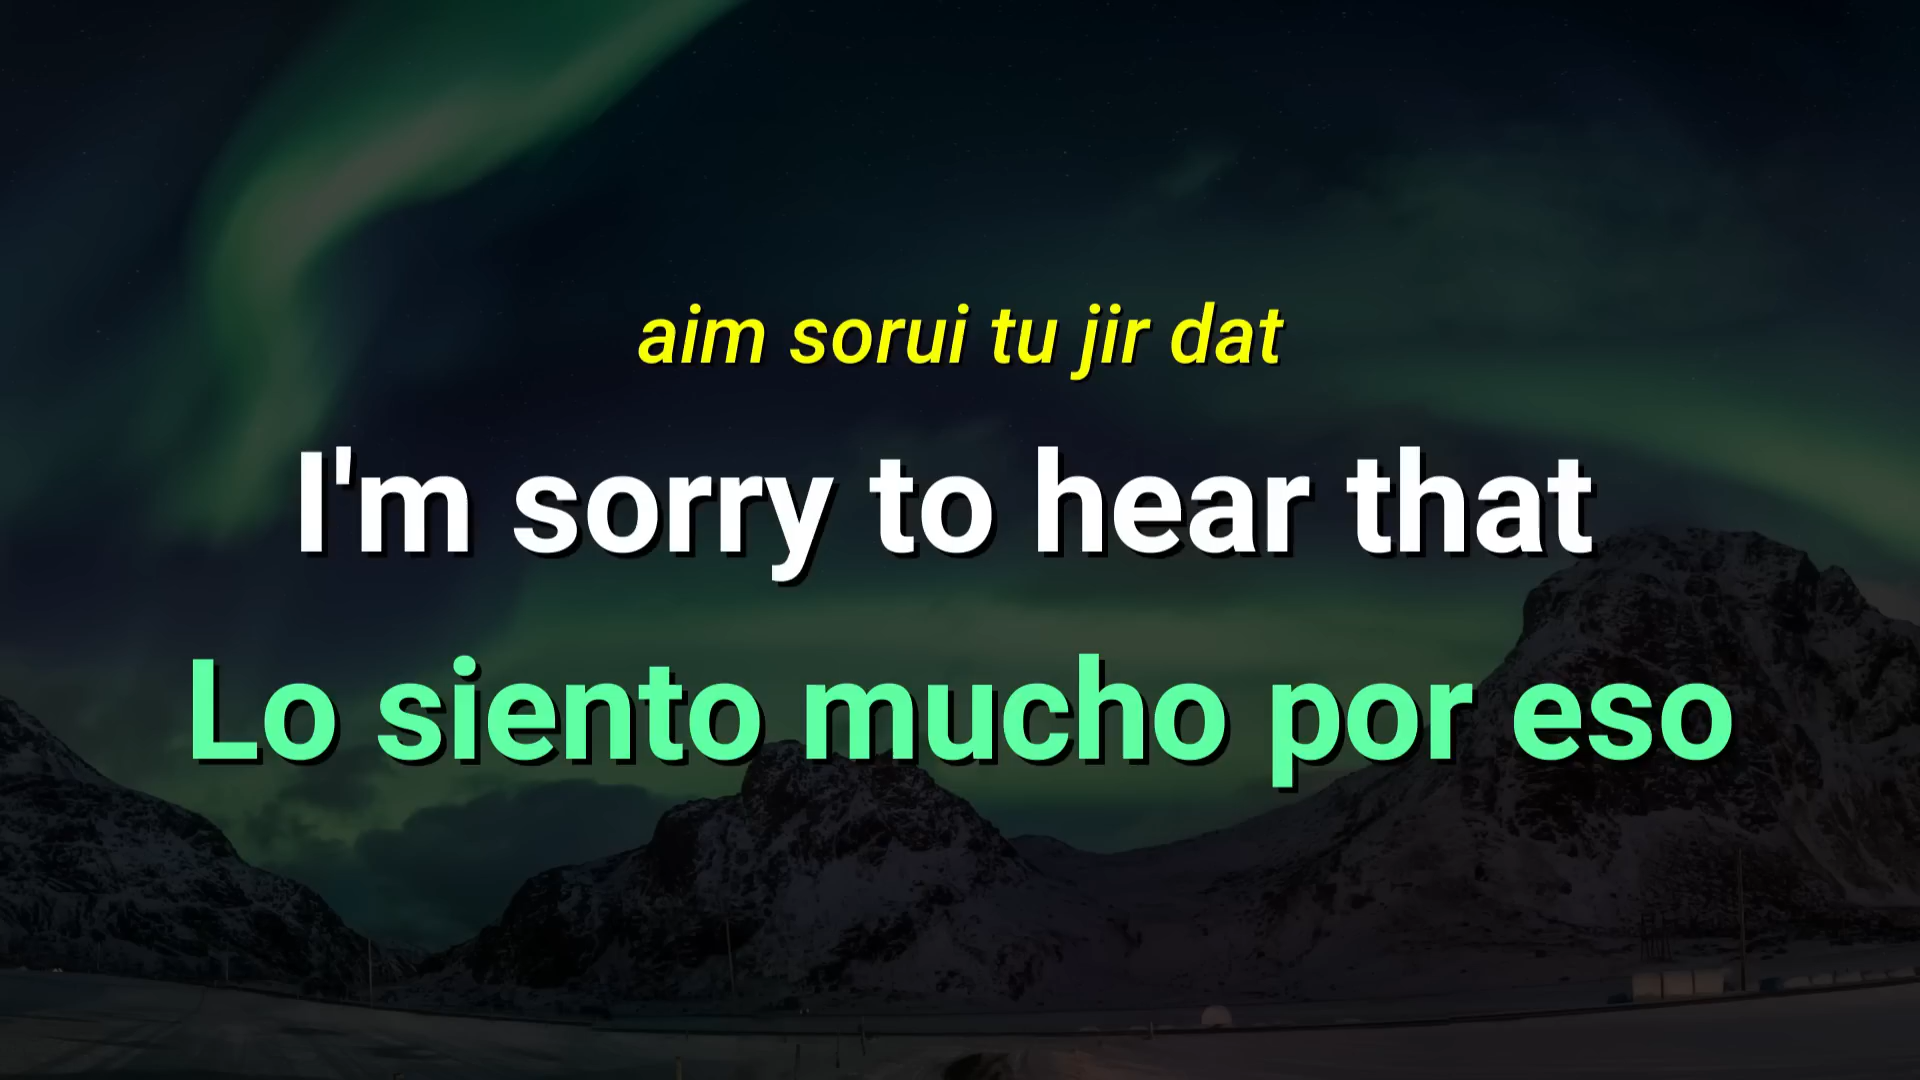 aim sorui tu jir dat
I'm sorry to hear that
Lo siento mucho por eso